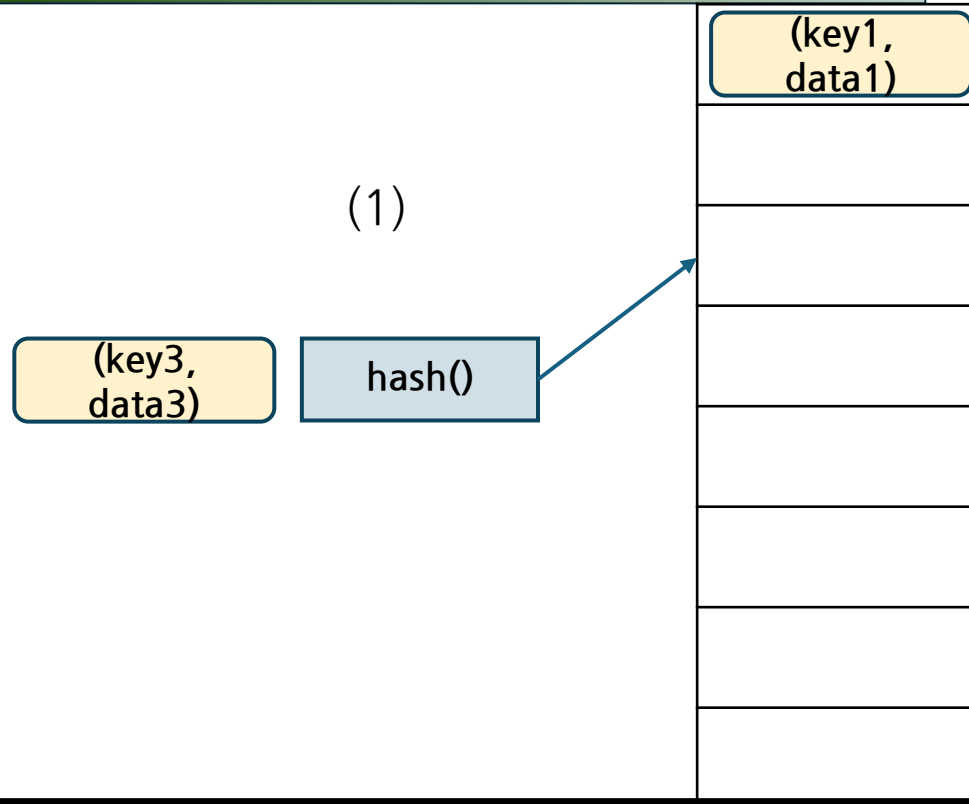 (key1,
data1)
(1)
(key3,
data3)
hash()